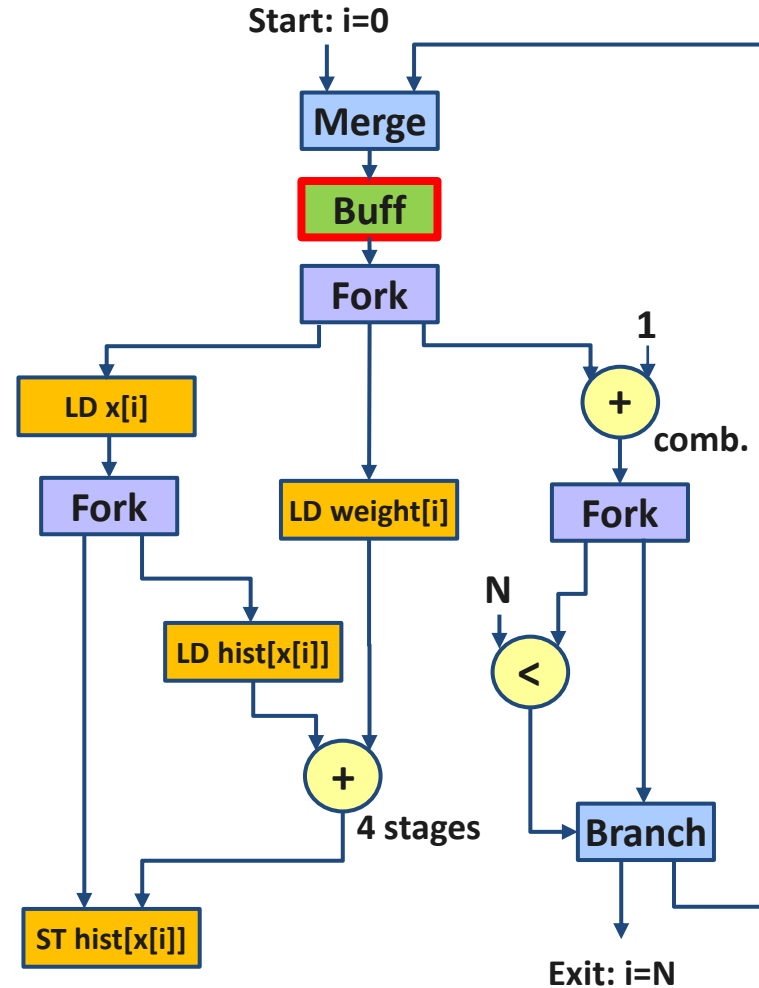 Start: i=0
Merge
Buff
Fork
1
LD x[i]
+
comb.
Fork
LD weight[i]
Fork
N
LD hist[x[i]]
<
+
4 stages
Branch
ST hist[x[i]]
Exit: i=N